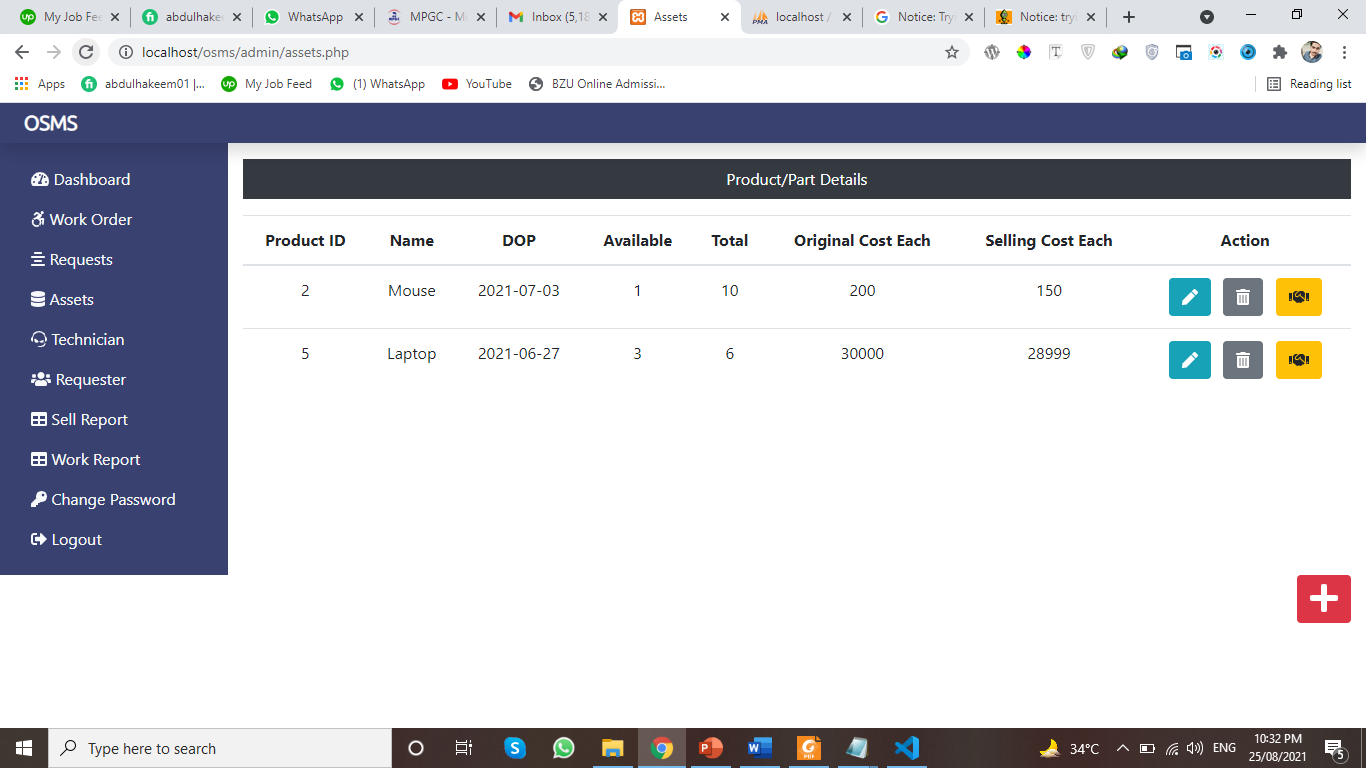 My Job Fee
abdulhakee
WhatsApp
MPGC - M
Inbox (5,18
Assets
localhost /
Notice: Try
Notice: tryi
localhost/osms/admin/assets.php
Apps
abdulhakeem01 |...
My Job Feed
(1) WhatsApp
YouTube
BZU Online Admissi...
Reading list
OSMS
Dashboard
Work Order
Requests
Assets
Technician
Requester
Sell Report
Work Report
Change Password
Logout
Product/Part Details
Product ID Name DOP Available Total Original Cost Each Selling Cost Each Action
2 Mouse 2021-07-03 1 10 200 150
5 Laptop 2021-06-27 3 6 30000 28999
Type here to search
34°C
ENG
10:32 PM
25/08/2021
5